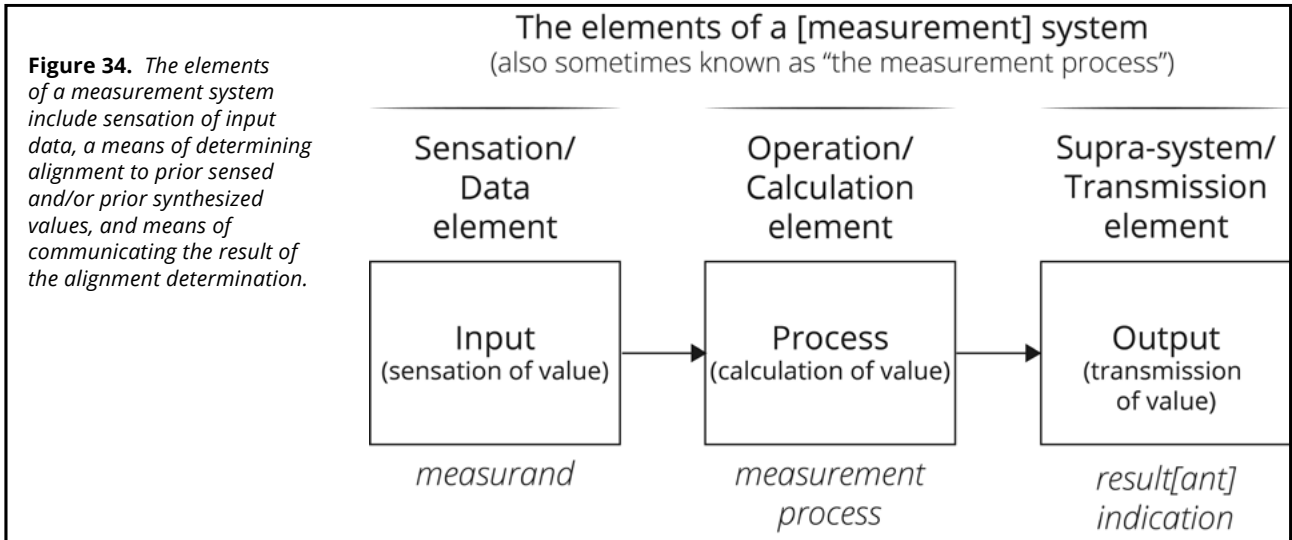 Figure 34. The elements
of a measurement system
include sensation of input
data, a means of determining
alignment to prior sensed
and/or prior synthesized
values, and means of
communicating the result of
the alignment determination.
The elements of a [measurement] system
(also sometimes known as “the measurement process”)
Sensation/
Data
element
Operation/
Calculation
element
Supra-system/
Transmission
element
Input
(sensation of value)
Process
(calculation of value)
Output
(transmission
of value)
measurand
measurement
process
result[ant]
indication